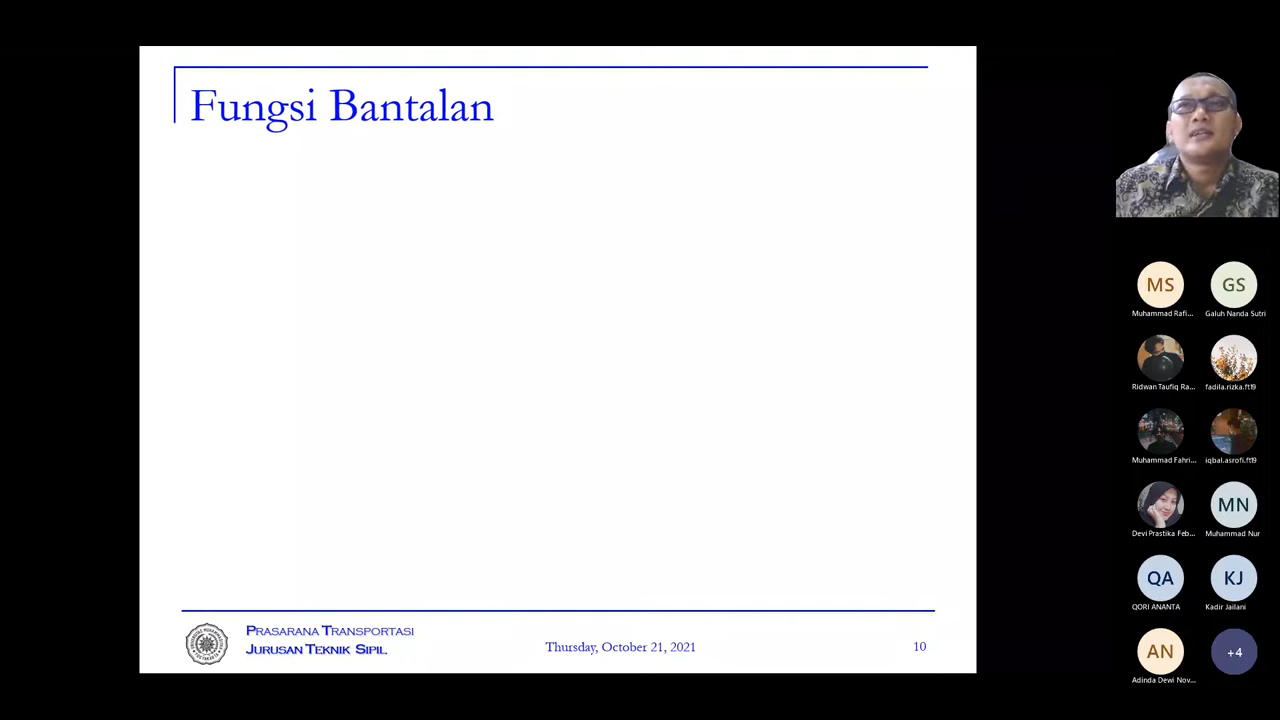 Fungsi Bantalan
PRASARANA TRANSPORTASI
JURUSAN TEKNIK SIPIL
Thursday, October 21, 2021
10
MS
GS
Muhammad Rafi...
Galuh Nanda Sutri
Ridwan Taufiq Ra...
fadila.rizka.ft19
Muhammad Fahri...
iqbal.asrofi.ft19
MN
Devi Prastika Feb...
Muhammad Nur
QA
KJ
QORI ANANTA
Kadir Jailani
AN
+4
Adinda Dewi Nov...